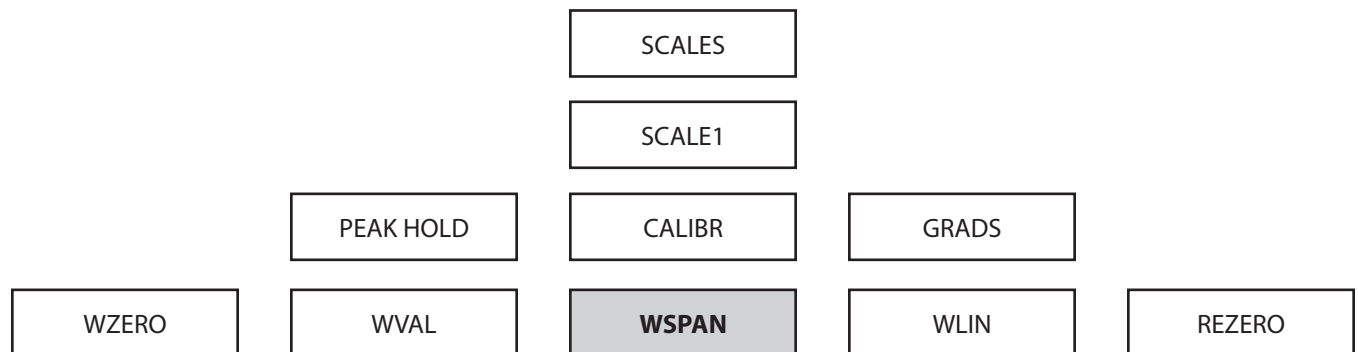 SCALES
SCALE1
PEAK HOLD CALIBR GRADS
WZERO WVAL WSPAN WLIN REZERO